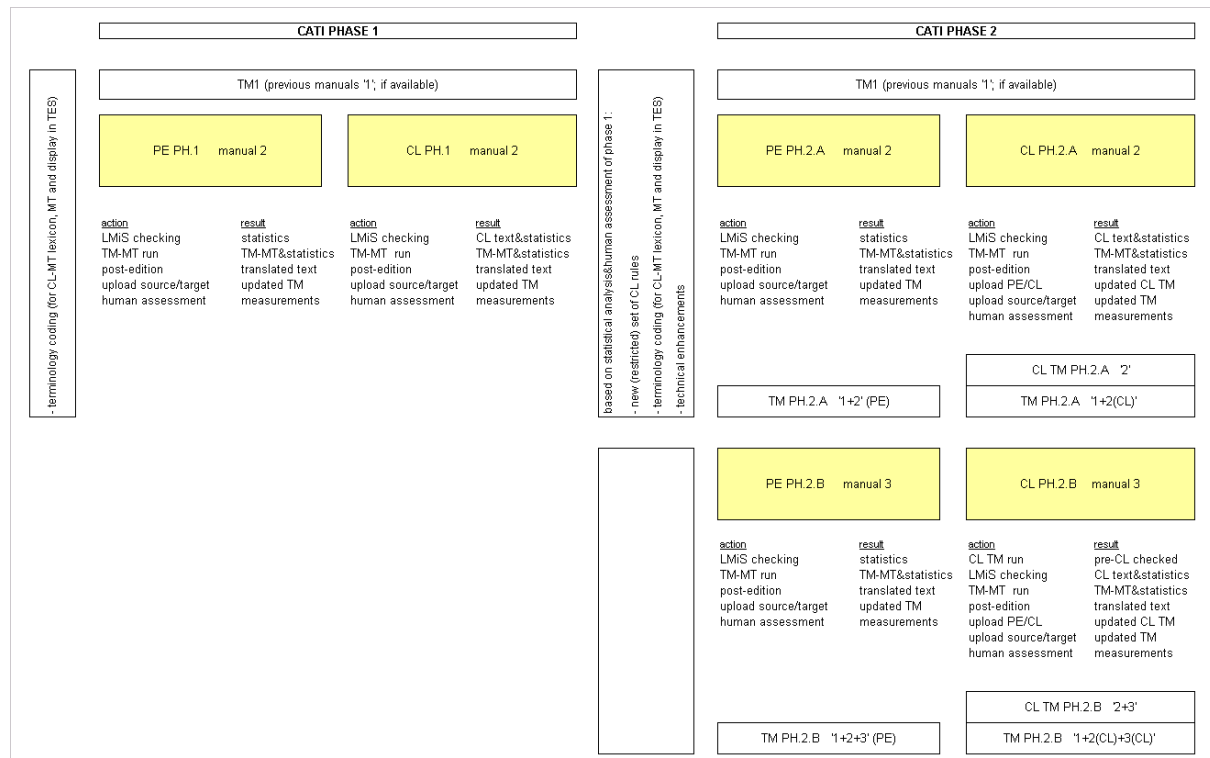 CATI PHASE 1
- terminology coding (for CL-MT lexicon, MT and display in TES)
TM1 (previous manuals '1'; if available)
PE PH.1 manual 2
CL PH.1 manual 2
action result
LMiS checking statistics
TM-MT run TM-MT&statistics
post-edition translated text
upload source/target updated TM
human assessment measurements
action result
LMiS checking CL text&statistics
TM-MT run TM-MT&statistics
post-edition translated text
upload source/target updated TM
human assessment measurements
CATI PHASE 2
based on statistical analysis&human assessment of phase 1:
- new (restricted) set of CL rules
- terminology coding (for CL-MT lexicon, MT and display in TES)
- technical enhancements
TM1 (previous manuals '1'; if available)
PE PH.2.A manual 2
CL PH.2.A manual 2
action result
LMiS checking statistics
TM-MT run TM-MT&statistics
post-edition translated text
upload source/target updated TM
human assessment measurements
action result
LMiS checking CL text&statistics
TM-MT run TM-MT&statistics
post-edition translated text
upload PE/CL updated CL TM
upload source/target updated TM
human assessment measurements
CL TM PH.2.A '2'
TM PH.2.A '1+2' (PE)
TM PH.2.A '1+2(CL)'
PE PH.2.B manual 3
CL PH.2.B manual 3
action result
LMiS checking statistics
TM-MT run TM-MT&statistics
post-edition translated text
upload source/target updated TM
human assessment measurements
action result
CL TM run pre-CL checked
LMiS checking CL text&statistics
TM-MT run TM-MT&statistics
post-edition translated text
upload PE/CL updated CL TM
upload source/target updated TM
human assessment measurements
CL TM PH.2.B '2+3'
TM PH.2.B '1+2+3' (PE)
TM PH.2.B '1+2(CL)+3(CL)'